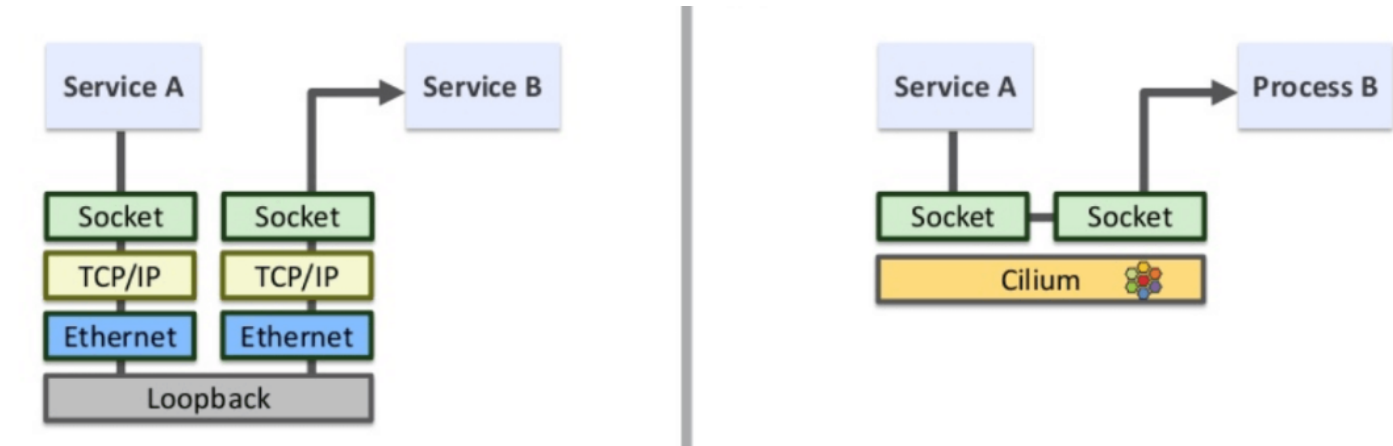 Service A
Service B
Socket
Socket
TCP/IP
TCP/IP
Ethernet
Ethernet
Loopback
Service A
Process B
Socket
Socket
Cilium